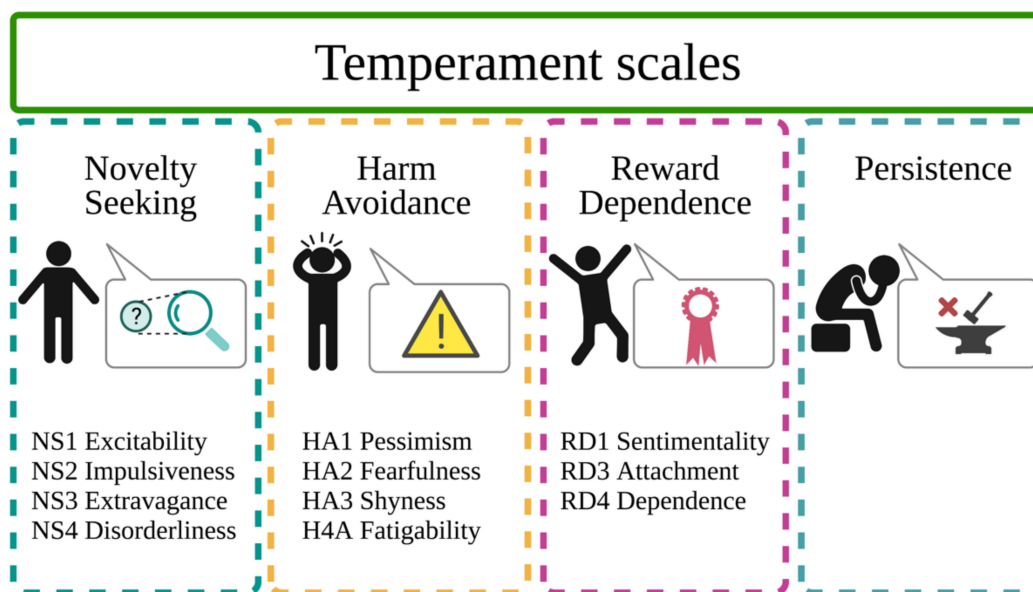 Temperament scales
Novelty
Seeking
?
NS1 Excitability
NS2 Impulsiveness
NS3 Extravagance
NS4 Disorderliness
Harm
Avoidance
!
HA1 Pessimism
HA2 Fearfulness
HA3 Shyness
H4A Fatigability
Reward
Dependence
RD1 Sentimentality
RD3 Attachment
RD4 Dependence
Persistence